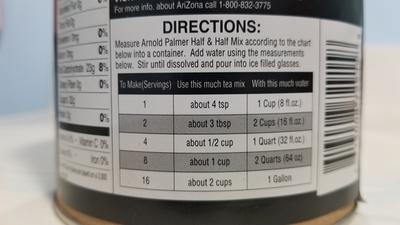 For more info. about AriZona call 1-800-832-3775
DIRECTIONS:
Measure Arnold Palmer Half & Half Mix according to the chart
below into a container. Add water using the measurements
below. Stir until dissolved and pour into ice filled glasses.
To Make(Servings) Use this much tea mix With this much water
1 about 4 tsp 1 Cup (8 fl.oz.)
2 about 3 tbsp 2 Cups (16 fl.oz.)
4 about 1/2 cup 1 Quart (32 fl.oz.)
8 about 1 cup 2 Quarts (64 oz)
16 about 2 cups 1 Gallon
0%
0%
0%
23g 8%
0%
Vitamin C 0%
Iron 0%